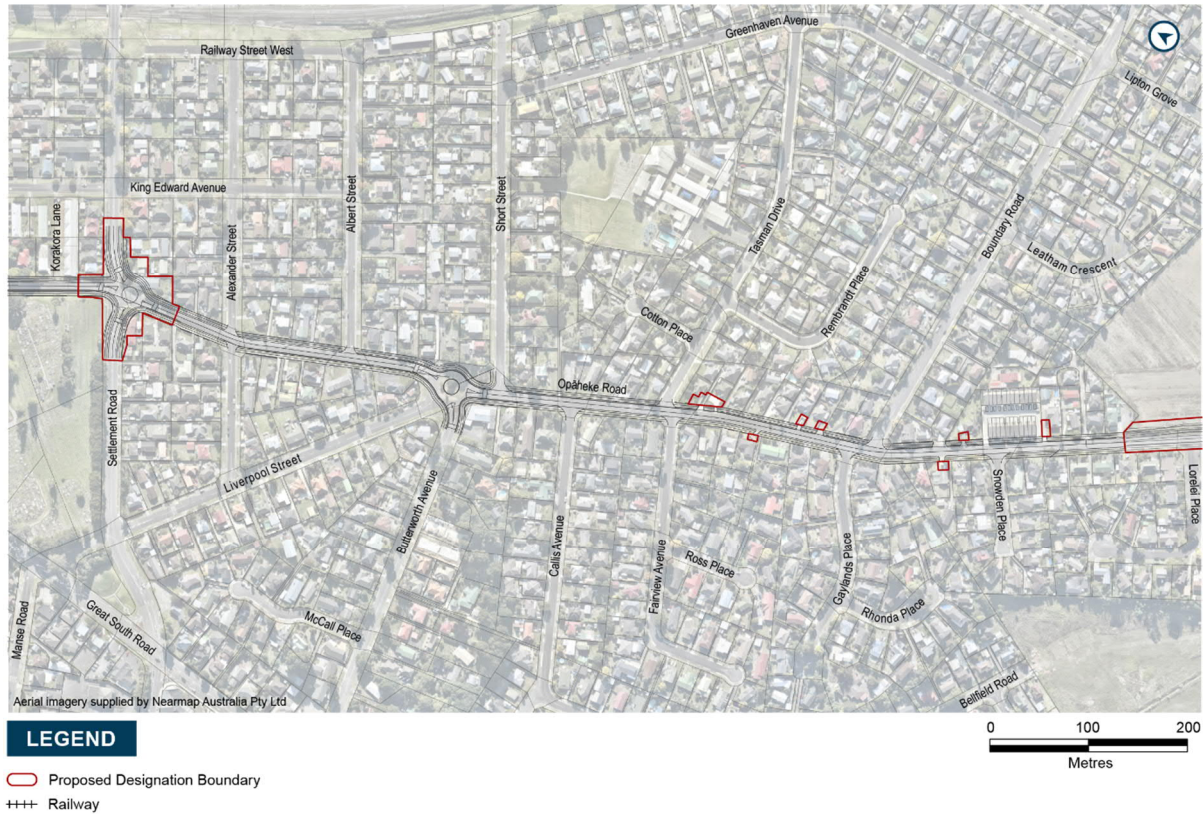 Greenhaven Avenue
Railway Street West
Lipton Grove
King Edward Avenue
Korakora Lane
Alexander Street
Albert Street
Short Street
Tasman Drive
Boundary Road
Leatham Crescent
Rembrandt Place
Cotton Place
Opāheke Road
Settlement Road
Liverpool Street
Butterworth Avenue
Callis Avenue
Fairview Avenue
Ross Place
Gaylands Place
Rhonda Place
Snowden Place
Lorelei Place
Manse Road
Great South Road
McCall Place
Bellfield Road
Aerial imagery supplied by Nearmap Australia Pty Ltd
LEGEND
Proposed Designation Boundary
Railway
0 100 200
Metres